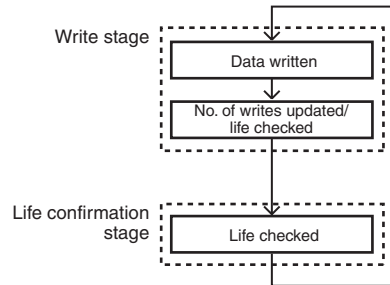 Write stage
Data written
No. of writes updated/
life checked
Life confirmation
stage
Life checked